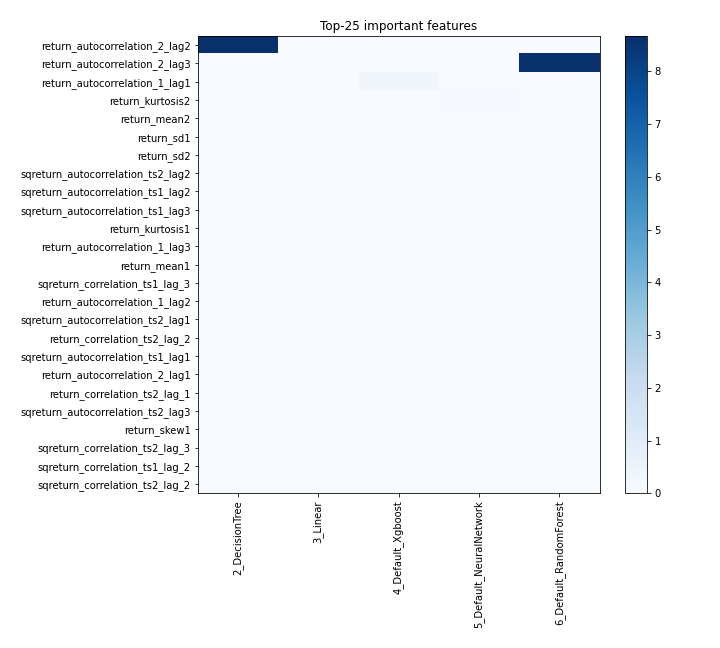 Top-25 important features
return_autocorrelation_2_lag2
return_autocorrelation_2_lag3
return_autocorrelation_1_lag1
return_kurtosis2
return_mean2
return_sd1
return_sd2
sqreturn_autocorrelation_ts2_lag2
sqreturn_autocorrelation_ts1_lag2
sqreturn_autocorrelation_ts1_lag3
return_kurtosis1
return_autocorrelation_1_lag3
return_mean1
sqreturn_correlation_ts1_lag_3
return_autocorrelation_1_lag2
sqreturn_autocorrelation_ts2_lag1
return_correlation_ts2_lag_2
sqreturn_autocorrelation_ts1_lag1
return_autocorrelation_2_lag1
return_correlation_ts2_lag_1
sqreturn_autocorrelation_ts2_lag3
return_skew1
sqreturn_correlation_ts2_lag_3
sqreturn_correlation_ts1_lag_2
sqreturn_correlation_ts2_lag_2
2_DecisionTree
3_Linear
4_Default_Xgboost
5_Default_NeuralNetwork
6_Default_RandomForest
8
7
6
5
4
3
2
1
0